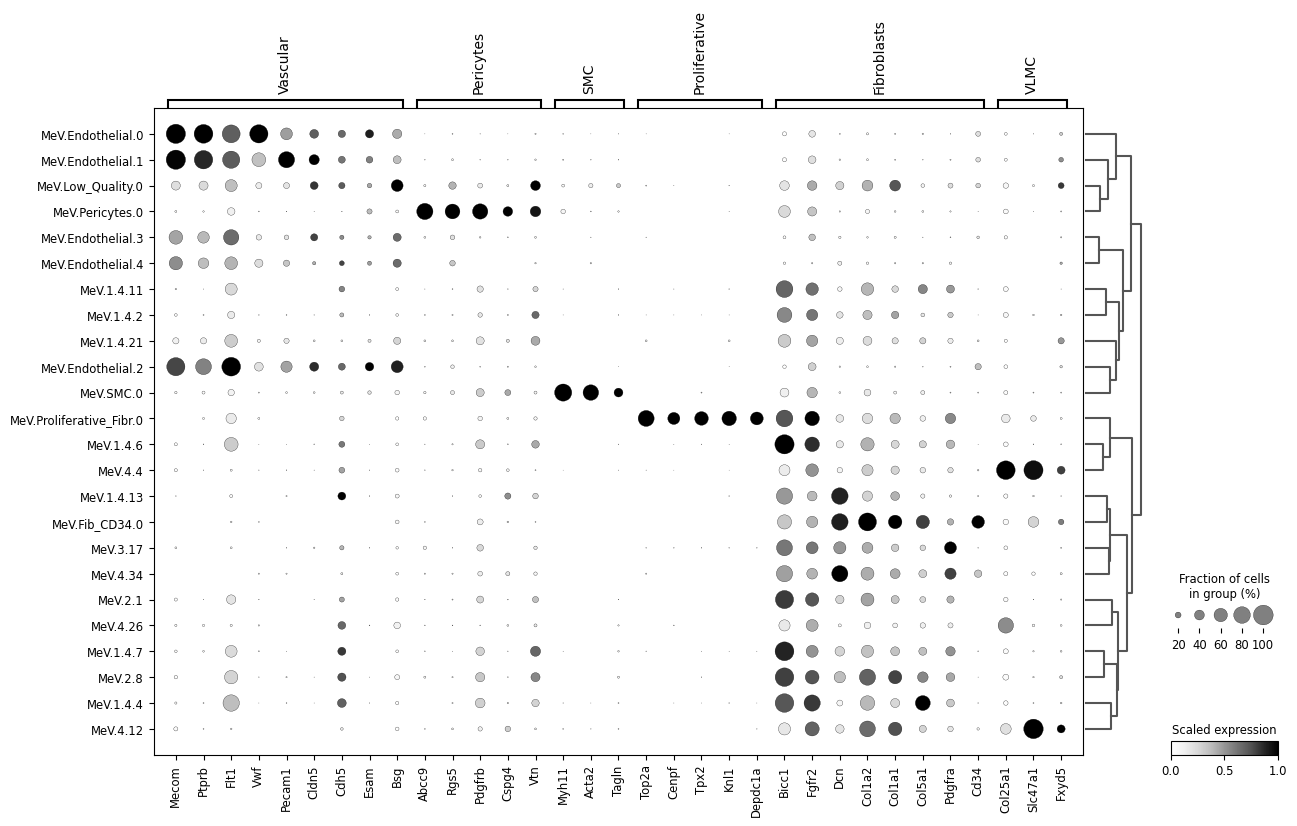 Vascular
Pericytes
SMC
Proliferative
Fibroblasts
VLMC
MeV.Endothelial.0
MeV.Endothelial.1
MeV.Low_Quality.0
MeV.Pericytes.0
MeV.Endothelial.3
MeV.Endothelial.4
MeV.1.4.11
MeV.1.4.2
MeV.1.4.21
MeV.Endothelial.2
MeV.SMC.0
MeV.Proliferative_Fibr.0
MeV.1.4.6
MeV.4.4
MeV.1.4.13
MeV.Fib_CD34.0
MeV.3.17
MeV.4.34
MeV.2.1
MeV.4.26
MeV.1.4.7
MeV.2.8
MeV.1.4.4
MeV.4.12
Mecom
Ptprb
Flt1
Vwf
Pecam1
Cldn5
Cdh5
Esam
Bsg
Abcc9
Rgs5
Pdgfrb
Cspg4
Vtn
Myh11
Acta2
Tagln
Top2a
Cenpf
Tpx2
Knl1
Depdc1a
Bicc1
Fgfr2
Dcn
Col1a2
Col1a1
Col5a1
Pdgfra
Cd34
Col25a1
Slc47a1
Fxyd5
Fraction of cells
in group (%)
20 40 60 80 100
Scaled expression
0.0 0.5 1.0